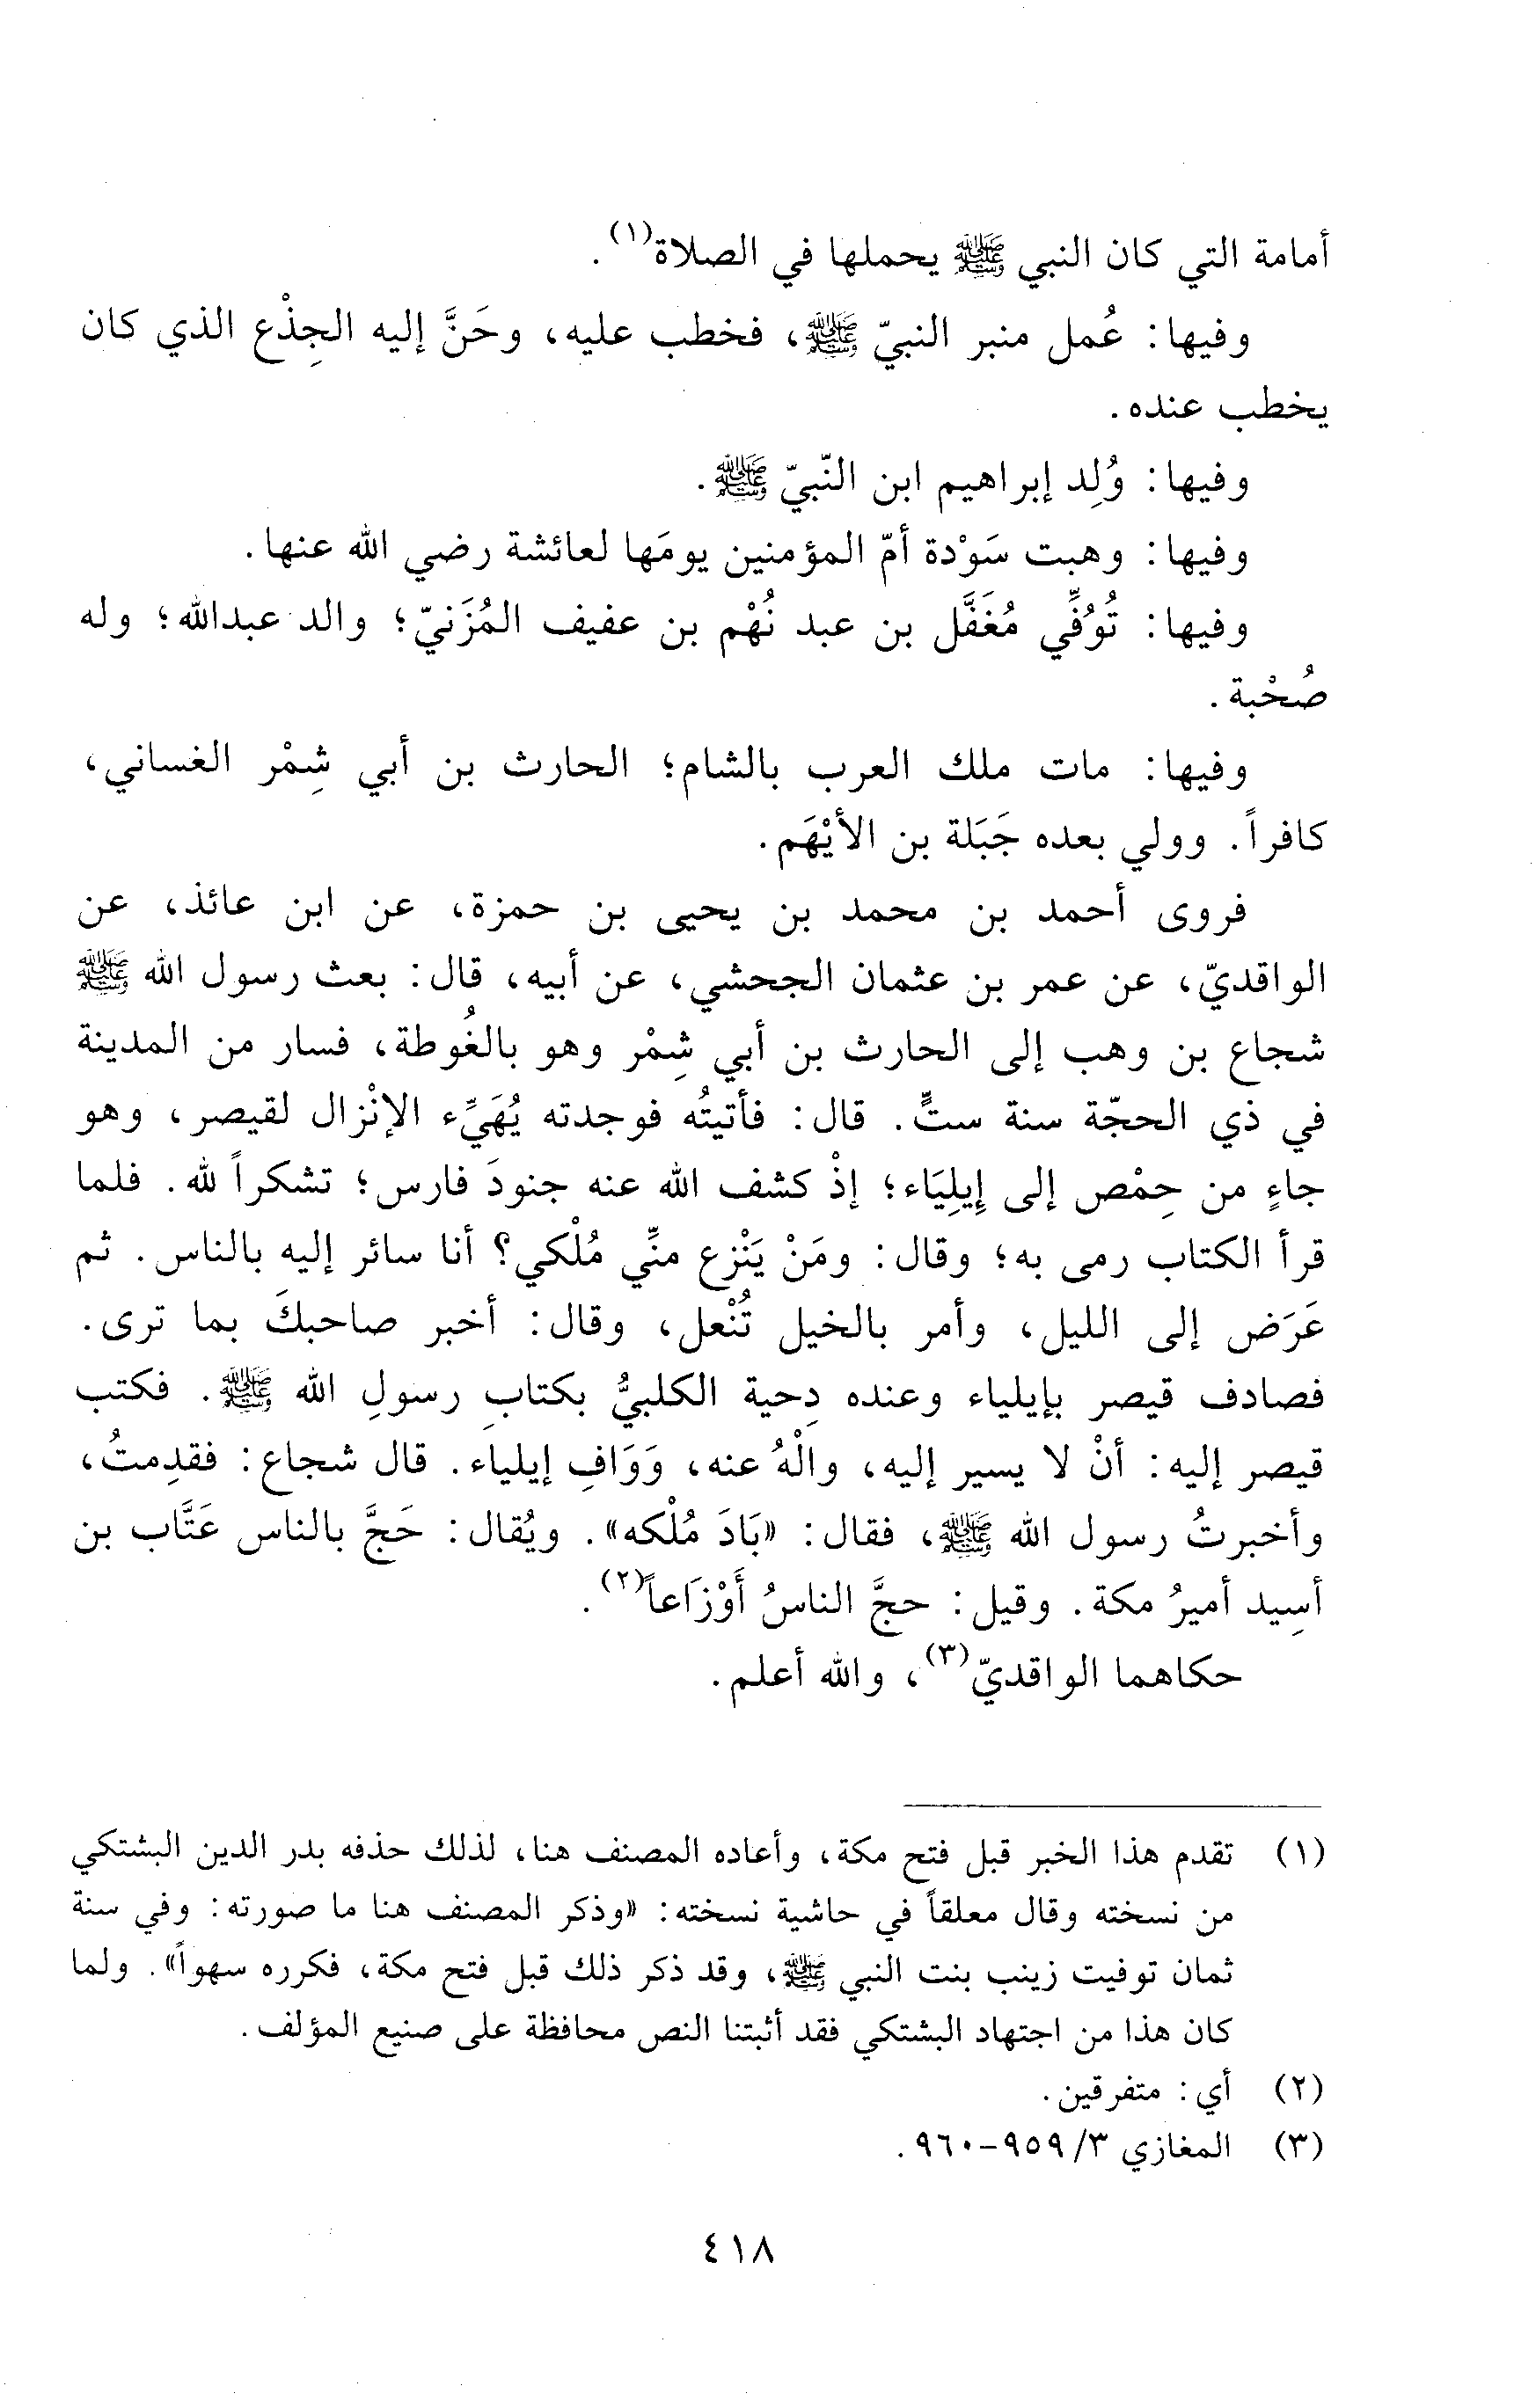 أمامة التي كان النبي ﷺ يحملها في الصلاة(١).
وفيها: عُمل منبر النبيّ ﷺ، فخطب عليه، وحَنَّ إليه الجِذْع الذي كان
يخطب عنده.
وفيها: وُلِد إبراهيم ابن النّبيّ ﷺ.
وفيها: وهبت سَوْدة أمّ المؤمنين يومَها لعائشة رضي الله عنها.
وفيها: تُوُفِّي مُغَفَّل بن عبد نُهْم بن عفيف المُزَنيّ؛ والد عبدالله؛ وله
صُحْبة.
وفيها: مات ملك العرب بالشام؛ الحارث بن أبي شِمْر الغساني،
كافراً. وولي بعده جَبَلة بن الأيْهَم.
فروى أحمد بن محمد بن يحيى بن حمزة، عن ابن عائذ، عن
الواقديّ، عن عمر بن عثمان الجحشي، عن أبيه، قال: بعث رسول الله ﷺ
شجاع بن وهب إلى الحارث بن أبي شِمْر وهو بالغُوطة، فسار من المدينة
في ذي الحجّة سنة ستٍّ. قال: فأتيتُه فوجدته يُهَيِّء الإنْزال لقيصر، وهو
جاءٍ من حِمْص إلى إِيلِيَاء؛ إذْ كشف الله عنه جنودَ فارس؛ تشكراً لله. فلما
قرأ الكتاب رمى به؛ وقال: ومَنْ يَنْزع منِّي مُلْكي؟ أنا سائر إليه بالناس. ثم
عَرَض إلى الليل، وأمر بالخيل تُنْعل، وقال: أخبر صاحبكَ بما ترى.
فصادف قيصر بإيلياء وعنده دِحية الكلبيُّ بكتابِ رسولِ الله ﷺ. فكتب
قيصر إليه: أنْ لا يسير إليه، والْهُ عنه، وَوَافِ إيلياء. قال شجاع: فقدِمتُ،
وأخبرتُ رسول الله ﷺ، فقال: «بَادَ مُلْكه». ويُقال: حَجَّ بالناس عَتَّاب بن
أسِيد أميرُ مكة. وقيل: حجَّ الناسُ أَوْزَاعاً(٢).
حكاهما الواقديّ(٣)، والله أعلم.
(١) تقدم هذا الخبر قبل فتح مكة، وأعاده المصنف هنا، لذلك حذفه بدر الدين البشتكي
من نسخته وقال معلقاً في حاشية نسخته: «وذكر المصنف هنا ما صورته: وفي سنة
ثمان توفيت زينب بنت النبي ﷺ، وقد ذكر ذلك قبل فتح مكة، فكرره سهواً». ولما
كان هذا من اجتهاد البشتكي فقد أثبتنا النص محافظة على صنيع المؤلف.
(٢) أي: متفرقين.
(٣) المغازي ٣/ ٩٥٩-٩٦٠.
٤١٨